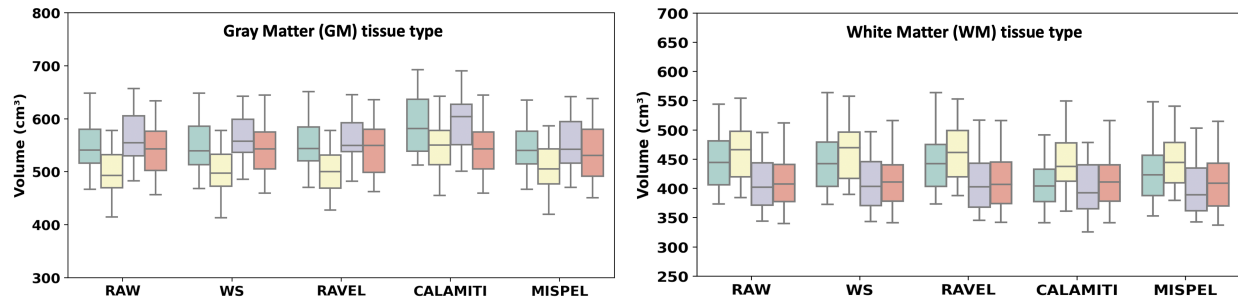 Gray Matter (GM) tissue type
Volume (cm³)
800
700
600
500
400
300
RAW WS RAVEL CALAMITI MISPEL
White Matter (WM) tissue type
Volume (cm³)
700
650
600
550
500
450
400
350
300
250
RAW WS RAVEL CALAMITI MISPEL